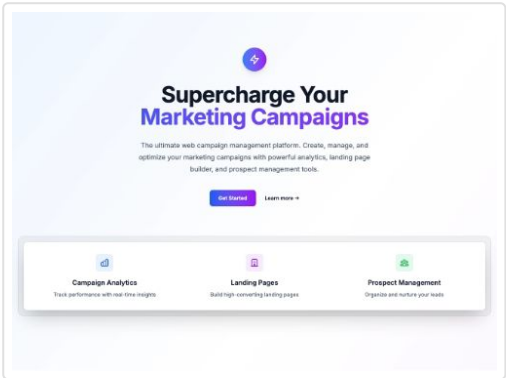 Supercharge Your
Marketing Campaigns
The ultimate web campaign management platform. Create, manage, and
optimize your marketing campaigns with powerful analytics, landing page
builder, and prospect management tools.
Get Started Learn more →
Campaign Analytics Landing Pages Prospect Management
Track performance with real-time insights Build high-converting landing pages Organize and nurture your leads